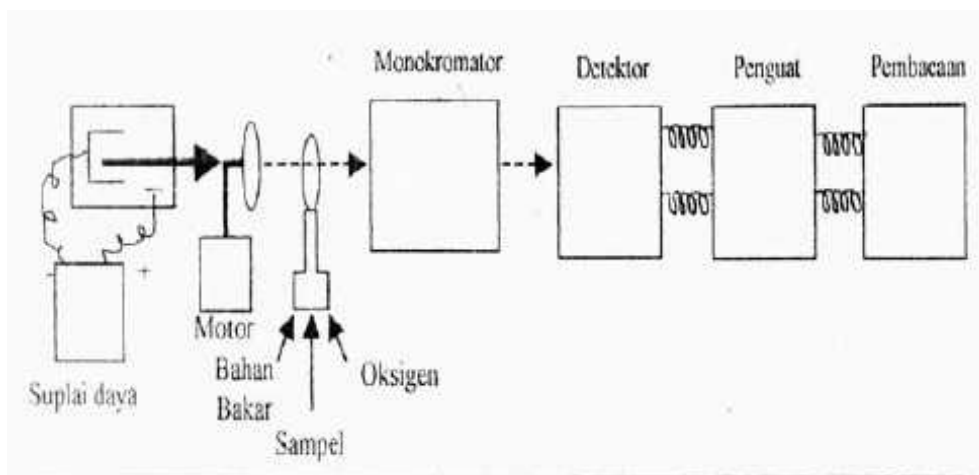 Monokromator
Detektor
Penguat
Pembacaan
-
+
Suplai daya
Motor
Bahan
Bakar
Oksigen
Sampel